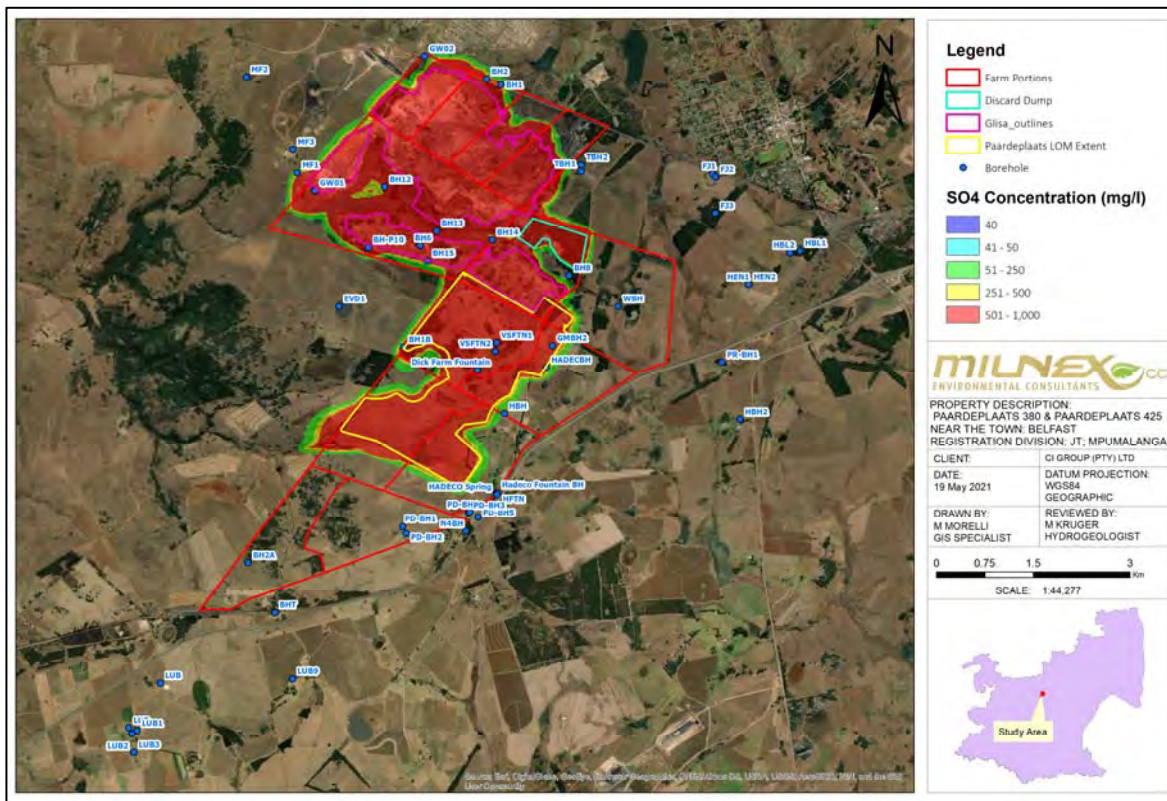 GW02
MF2
BH2
BH1
MF3
TBH2
TBH1
MF1
FJ1
FJ2
GW01
BH12
FJ3
BH13
BH14
BH-P10
BH6
BH15
HBL2
HBL1
BH8
HEN1
HEN2
EVD1
WBH
BH1B
VSFTN1
VSFTN2
GMBH2
HADECBH
Dick Farm Fountain
PR-BH1
HBH
HBH2
HADECO Spring
Hadeco Fountain BH
HFTN
PD-BH3
PD-BH5
PD-BH1
N4BH
PD-BH2
BH2A
BHT
LUB
LUB9
LUB1
LUB2
LUB3
N
Legend
Farm Portions
Discard Dump
Glisa_outlines
Paardeplaats LOM Extent
Borehole
SO4 Concentration (mg/l)
40
41 - 50
51 - 250
251 - 500
501 - 1,000
MILNEX CC
ENVIRONMENTAL CONSULTANTS
PROPERTY DESCRIPTION:
PAARDEPLAATS 380 & PAARDEPLAATS 425
NEAR THE TOWN: BELFAST
REGISTRATION DIVISION: JT; MPUMALANGA
CLIENT: CI GROUP (PTY) LTD
DATE:
19 May 2021
DATUM PROJECTION:
WGS84
GEOGRAPHIC
DRAWN BY:
M MORELLI
GIS SPECIALIST
REVIEWED BY:
M KRUGER
HYDROGEOLOGIST
0 0.75 1.5 3
Km
SCALE: 1:44,277
Study Area
User Community